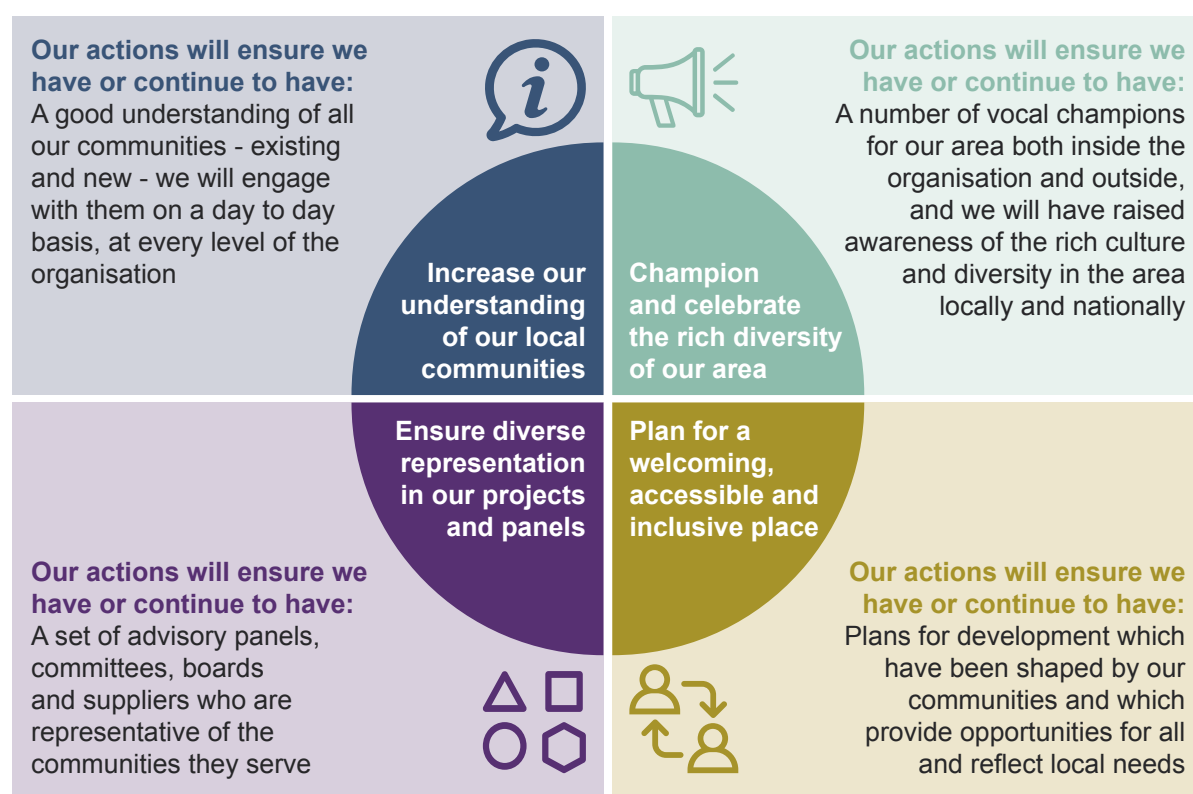 Our actions will ensure we
have or continue to have:
A good understanding of all
our communities - existing
and new - we will engage
with them on a day to day
basis, at every level of the
organisation
i
Increase our
understanding
of our local
communities
Our actions will ensure we
have or continue to have:
A number of vocal champions
for our area both inside the
organisation and outside,
and we will have raised
awareness of the rich culture
and diversity in the area
locally and nationally
Champion
and celebrate
the rich diversity
of our area
Ensure diverse
representation
in our projects
and panels
Our actions will ensure we
have or continue to have:
A set of advisory panels,
committees, boards
and suppliers who are
representative of the
communities they serve
Plan for a
welcoming,
accessible and
inclusive place
Our actions will ensure we
have or continue to have:
Plans for development which
have been shaped by our
communities and which
provide opportunities for all
and reflect local needs